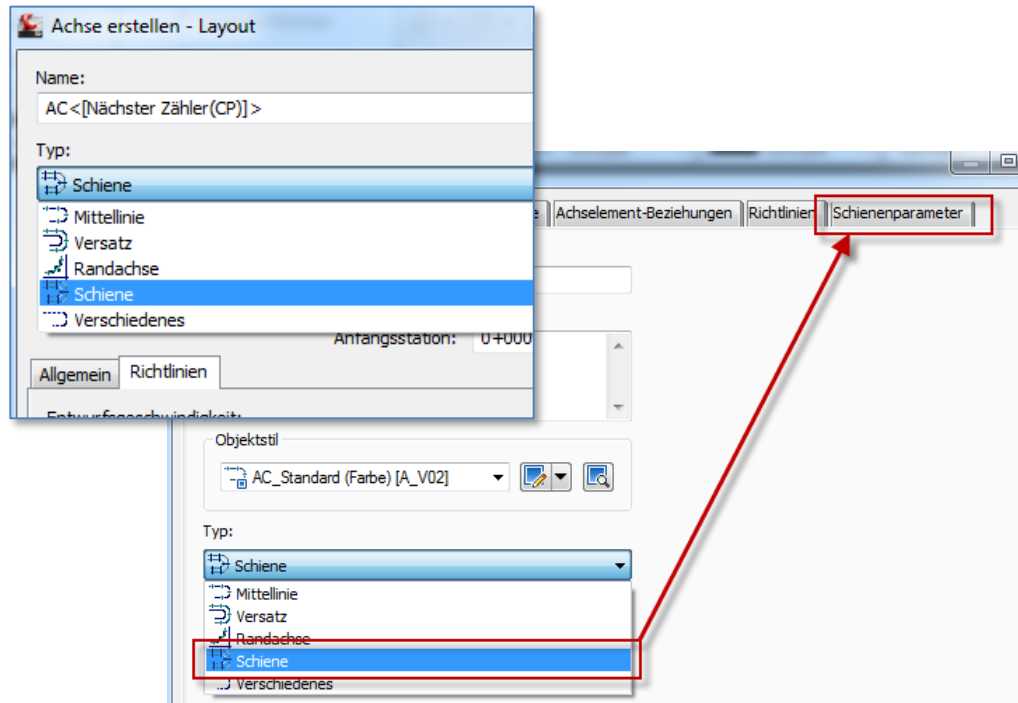 Achse erstellen - Layout
Name:
AC<[Nächster Zähler(CP)]>
Typ:
Schiene
Mittellinie
Versatz
Randachse
Schiene
Verschiedenes
Anfangsstation: 0+000
Allgemein Richtlinien
Entwurfsgeschwindigkeit:
Achselement-Beziehungen Richtlinien Schienenparameter
Objektstil
AC_Standard (Farbe) [A_V02]
Typ:
Schiene
Mittellinie
Versatz
Randachse
Schiene
Verschiedenes